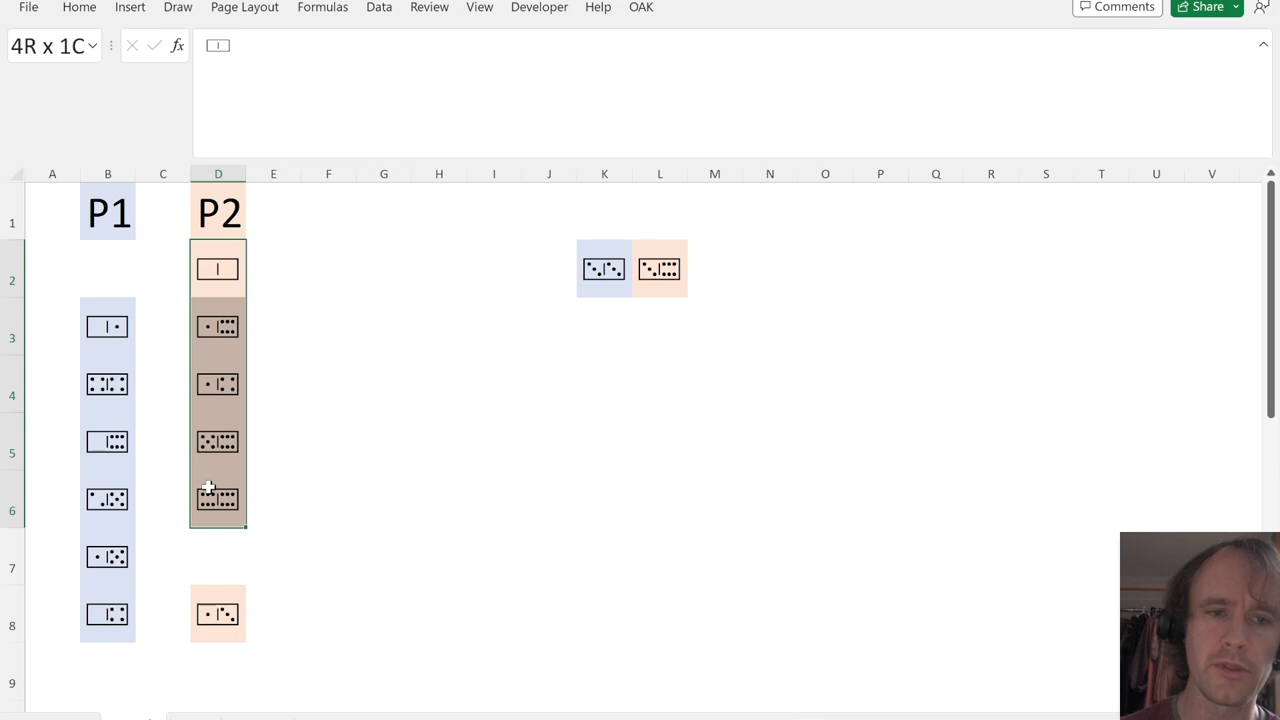 File Home Insert Draw Page Layout Formulas Data Review View Developer Help OAK Comments Share
4R x 1C fx
A B C D E F G H I J K L M N O P Q R S T U V
1 P1 P2
2
3
4
5
6
7
8
9